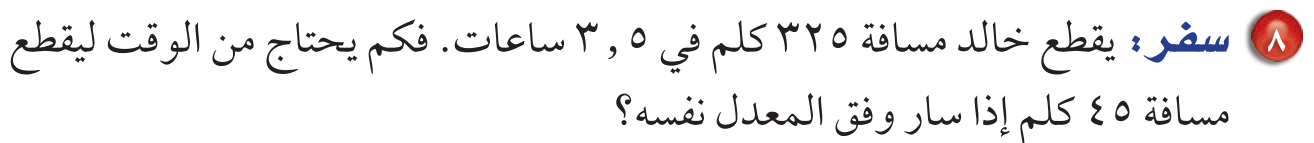 ٨ سفر: يقطع خالد مسافة ٣٢٥ كلم في ٣,٥ ساعات. فكم يحتاج من الوقت ليقطع
مسافة ٤٥ كلم إذا سار وفق المعدل نفسه؟